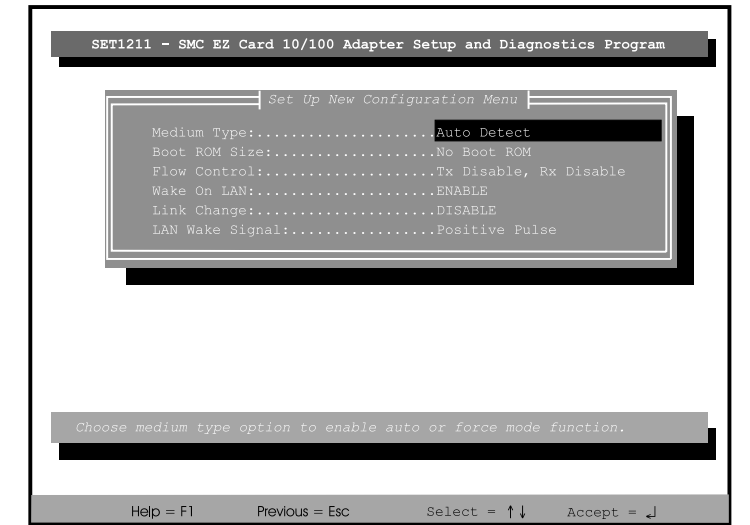 SET1211 - SMC EZ Card 10/100 Adapter Setup and Diagnostics Program
Set Up New Configuration Menu
Medium Type:......................Auto Detect
Boot ROM Size:....................No Boot ROM
Flow Control:.....................Tx Disable, Rx Disable
Wake On LAN:......................ENABLE
Link Change:......................DISABLE
LAN Wake Signal:..................Positive Pulse
Choose medium type option to enable auto or force mode function.
Help = F1 Previous = Esc Select = ↑↓ Accept = ↵